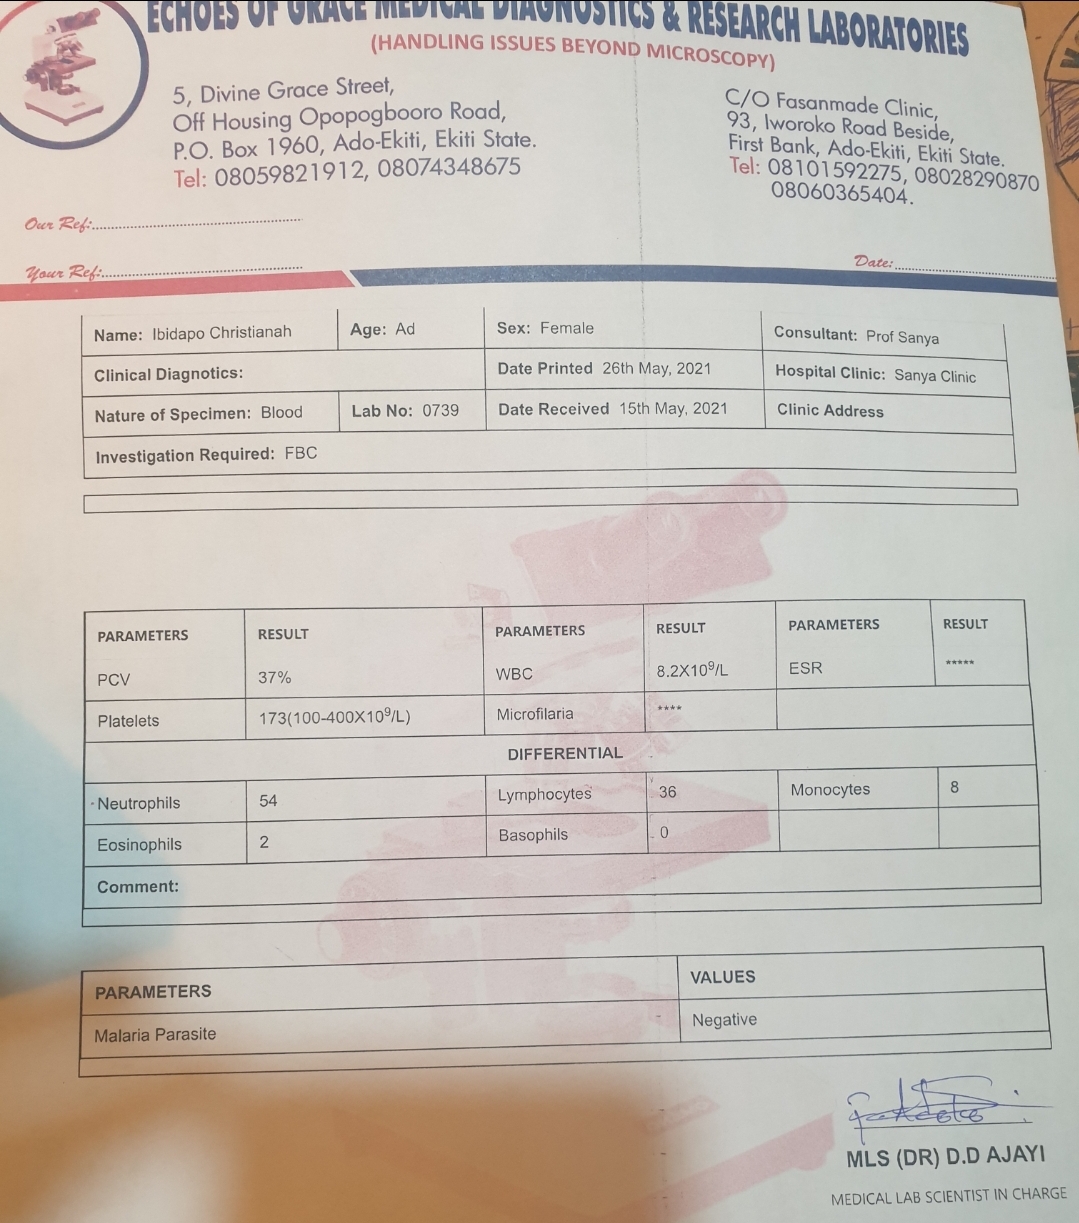 ECHOES OF GRACE MEDICAL DIAGNOSTICS & RESEARCH LABORATORIES
(HANDLING ISSUES BEYOND MICROSCOPY)
5, Divine Grace Street,
Off Housing Opopogbooro Road,
P.O. Box 1960, Ado-Ekiti, Ekiti State.
Tel: 08059821912, 08074348675
C/O Fasanmade Clinic,
93, Iworoko Road Beside,
First Bank, Ado-Ekiti, Ekiti State.
Tel: 08101592275, 08028290870
08060365404.
Our Ref:
Your Ref:
Date:
Name: Ibidapo Christianah Age: Ad Sex: Female Consultant: Prof Sanya
Clinical Diagnotics: Date Printed 26th May, 2021 Hospital Clinic: Sanya Clinic
Nature of Specimen: Blood Lab No: 0739 Date Received 15th May, 2021 Clinic Address
Investigation Required: FBC
PARAMETERS RESULT PARAMETERS RESULT PARAMETERS RESULT
PCV 37% WBC 8.2X10⁹/L ESR *****
Platelets 173(100-400X10⁹/L) Microfilaria ****
DIFFERENTIAL
Neutrophils 54 Lymphocytes 36 Monocytes 8
Eosinophils 2 Basophils 0
Comment:
PARAMETERS VALUES
Malaria Parasite Negative
MLS (DR) D.D AJAYI
MEDICAL LAB SCIENTIST IN CHARGE